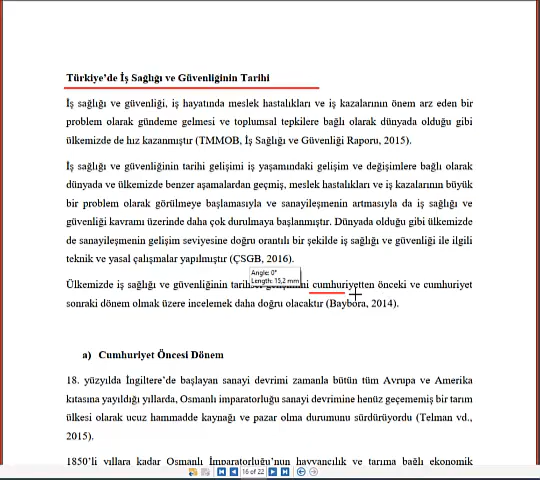 Türkiye'de İş Sağlığı ve Güvenliğinin Tarihi
İş sağlığı ve güvenliği, iş hayatında meslek hastalıkları ve iş kazalarının önem arz eden bir
problem olarak gündeme gelmesi ve toplumsal tepkilere bağlı olarak dünyada olduğu gibi
ülkemizde de hız kazanmıştır (TMMOB, İş Sağlığı ve Güvenliği Raporu, 2015).
İş sağlığı ve güvenliğinin tarihi gelişimi iş yaşamındaki gelişim ve değişimlere bağlı olarak
dünyada ve ülkemizde benzer aşamalardan geçmiş, meslek hastalıkları ve iş kazalarının büyük
bir problem olarak görülmeye başlamasıyla ve sanayileşmenin artmasıyla da iş sağlığı ve
güvenliği kavramı üzerinde daha çok durulmaya başlanmıştır. Dünyada olduğu gibi ülkemizde
de sanayileşmenin gelişim seviyesine doğru orantılı bir şekilde iş sağlığı ve güvenliği ile ilgili
teknik ve yasal çalışmalar yapılmıştır (ÇSGB, 2016).
Angle: 0°
Length: 15,2 mm
Ülkemizde iş sağlığı ve güvenliğinin cumhuriyetten önceki ve cumhuriyet
sonraki dönem olmak üzere incelemek daha doğru olacaktır (Baybora, 2014).
a) Cumhuriyet Öncesi Dönem
18. yüzyılda İngiltere'de başlayan sanayi devrimi zamanla bütün tüm Avrupa ve Amerika
kıtasına yayıldığı yıllarda, Osmanlı imparatorluğu sanayi devrimine henüz geçememiş bir tarım
ülkesi olarak ucuz hammadde kaynağı ve pazar olma durumunu sürdürüyordu (Telman vd.,
2015).
1850'li yıllara kadar Osmanlı İmparatorluğu'nun hayvancılık ve tarıma bağlı ekonomik
16 of 22